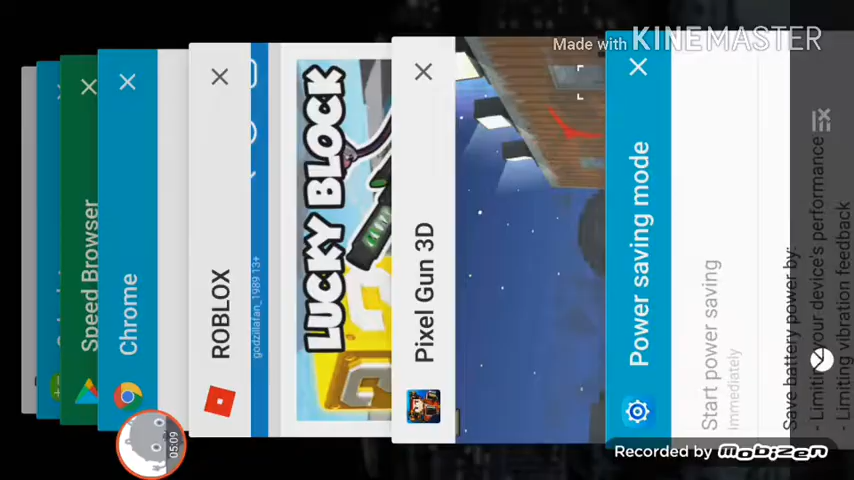 Made with KINEMASTER
Speed Browser
Chrome
ROBLOX
godzillafan_1989 13+
LUCKY BLOCK
Pixel Gun 3D
Power saving mode
Start power saving
immediately
Save battery power by:
your device's performance
- Limiting vibration feedback
05:09
Recorded by mobizen